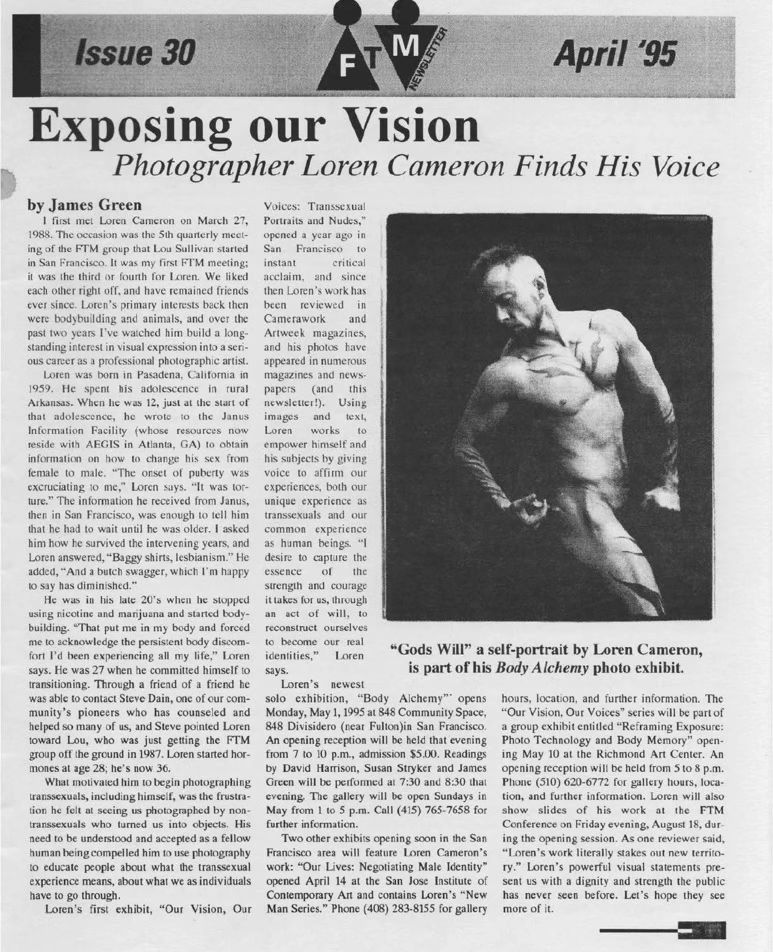 Issue 30
FTM
NEWSLETTER
April '95
Exposing our Vision
Photographer Loren Cameron Finds His Voice
by James Green
I first met Loren Cameron on March 27,
1988. The occasion was the 5th quarterly meet-
ing of the FTM group that Lou Sullivan started
in San Francisco. It was my first FTM meeting;
it was the third or fourth for Loren. We liked
each other right off, and have remained friends
ever since. Loren's primary interests back then
were bodybuilding and animals, and over the
past two years I've watched him build a long-
standing interest in visual expression into a seri-
ous career as a professional photographic artist.
Loren was born in Pasadena, California in
1959. He spent his adolescence in rural
Arkansas. When he was 12, just at the start of
that adolescence, he wrote to the Janus
Information Facility (whose resources now
reside with AEGIS in Atlanta, GA) to obtain
information on how to change his sex from
female to male. "The onset of puberty was
excruciating to me," Loren says. "It was tor-
ture." The information he received from Janus,
then in San Francisco, was enough to tell him
that he had to wait until he was older. I asked
him how he survived the intervening years, and
Loren answered, "Baggy shirts, lesbianism." He
added, "And a butch swagger, which I'm happy
to say has diminished."
He was in his late 20's when he stopped
using nicotine and marijuana and started body-
building. "That put me in my body and forced
me to acknowledge the persistent body discom-
fort I'd been experiencing all my life," Loren
says. He was 27 when he committed himself to
transitioning. Through a friend of a friend he
was able to contact Steve Dain, one of our com-
munity's pioneers who has counseled and
helped so many of us, and Steve pointed Loren
toward Lou, who was just getting the FTM
group off the ground in 1987. Loren started hor-
mones at age 28; he's now 36.
What motivated him to begin photographing
transsexuals, including himself, was the frustra-
tion he felt at seeing us photographed by non-
transsexuals who turned us into objects. His
need to be understood and accepted as a fellow
human being compelled him to use photography
to educate people about what the transsexual
experience means, about what we as individuals
have to go through.
Loren's first exhibit, "Our Vision, Our
Voices: Transsexual
Portraits and Nudes,"
opened a year ago in
San Francisco to
instant critical
acclaim, and since
then Loren's work has
been reviewed in
Camerawork and
Artweek magazines,
and his photos have
appeared in numerous
magazines and news-
papers (and this
newsletter!). Using
images and text,
Loren works to
empower himself and
his subjects by giving
voice to affirm our
experiences, both our
unique experience as
transsexuals and our
common experience
as human beings. "I
desire to capture the
essence of the
strength and courage
it takes for us, through
an act of will, to
reconstruct ourselves
to become our real
identities," Loren
says.
Loren's newest
solo exhibition, "Body Alchemy" opens
Monday, May 1, 1995 at 848 Community Space,
848 Divisidero (near Fulton)in San Francisco.
An opening reception will be held that evening
from 7 to 10 p.m., admission $5.00. Readings
by David Harrison, Susan Stryker and James
Green will be performed at 7:30 and 8:30 that
evening. The gallery will be open Sundays in
May from 1 to 5 p.m. Call (415) 765-7658 for
further information.
Two other exhibits opening soon in the San
Francisco area will feature Loren Cameron's
work: "Our Lives: Negotiating Male Identity"
opened April 14 at the San Jose Institute of
Contemporary Art and contains Loren's "New
Man Series." Phone (408) 283-8155 for gallery
"Gods Will" a self-portrait by Loren Cameron,
is part of his Body Alchemy photo exhibit.
hours, location, and further information. The
"Our Vision, Our Voices" series will be part of
a group exhibit entitled "Reframing Exposure:
Photo Technology and Body Memory" open-
ing May 10 at the Richmond Art Center. An
opening reception will be held from 5 to 8 p.m.
Phone (510) 620-6772 for gallery hours, loca-
tion, and further information. Loren will also
show slides of his work at the FTM
Conference on Friday evening, August 18, dur-
ing the opening session. As one reviewer said,
"Loren's work literally stakes out new territo-
ry." Loren's powerful visual statements pre-
sent us with a dignity and strength the public
has never seen before. Let's hope they see
more of it.